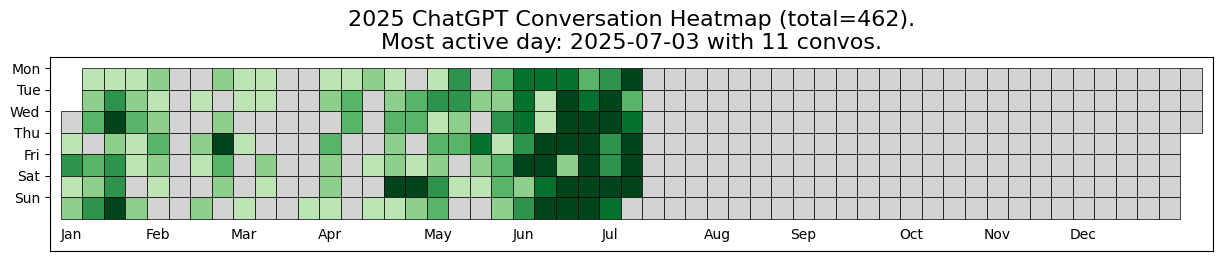 2025 ChatGPT Conversation Heatmap (total=462).
Most active day: 2025-07-03 with 11 convos.
Mon
Tue
Wed
Thu
Fri
Sat
Sun
Jan Feb Mar Apr May Jun Jul Aug Sep Oct Nov Dec